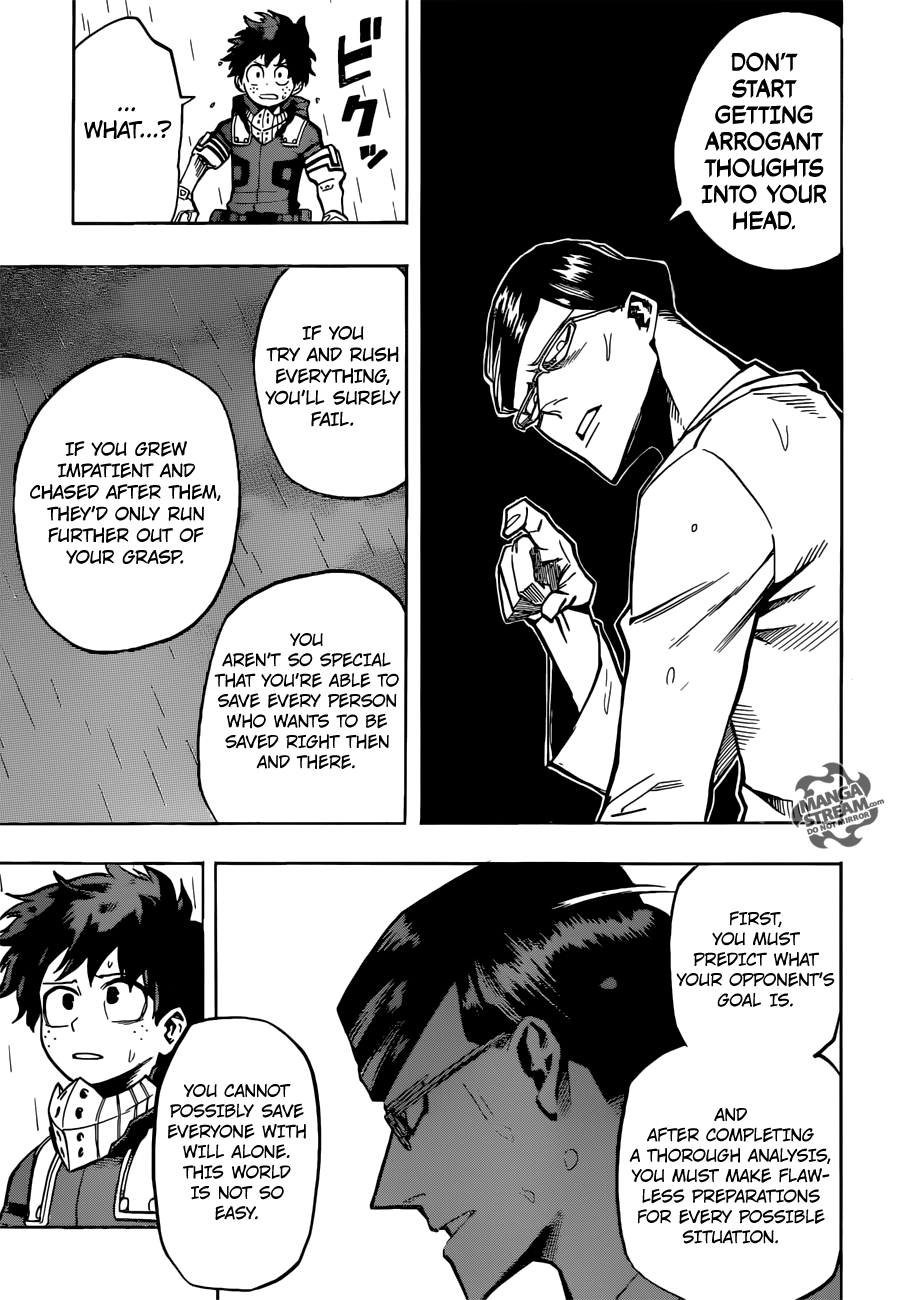 DON'T
START
GETTING
ARROGANT
THOUGHTS
INTO YOUR
HEAD.
...
WHAT...?
ビクッ
IF YOU
TRY AND RUSH
EVERYTHING,
YOU'LL SURELY
FAIL.
IF YOU GREW
IMPATIENT AND
CHASED AFTER THEM,
THEY'D ONLY RUN
FURTHER OUT OF
YOUR GRASP.
YOU
AREN'T SO SPECIAL
THAT YOU'RE ABLE TO
SAVE EVERY PERSON
WHO WANTS TO BE
SAVED RIGHT THEN
AND THERE.
MANGA
STREAM.com
DO NOT MIRROR
FIRST,
YOU MUST
PREDICT WHAT
YOUR OPPONENT'S
GOAL IS.
AND
AFTER COMPLETING
A THOROUGH ANALYSIS,
YOU MUST MAKE FLAW-
LESS PREPARATIONS
FOR EVERY POSSIBLE
SITUATION.
YOU CANNOT
POSSIBLY SAVE
EVERYONE WITH
WILL ALONE.
THIS WORLD
IS NOT SO
EASY.